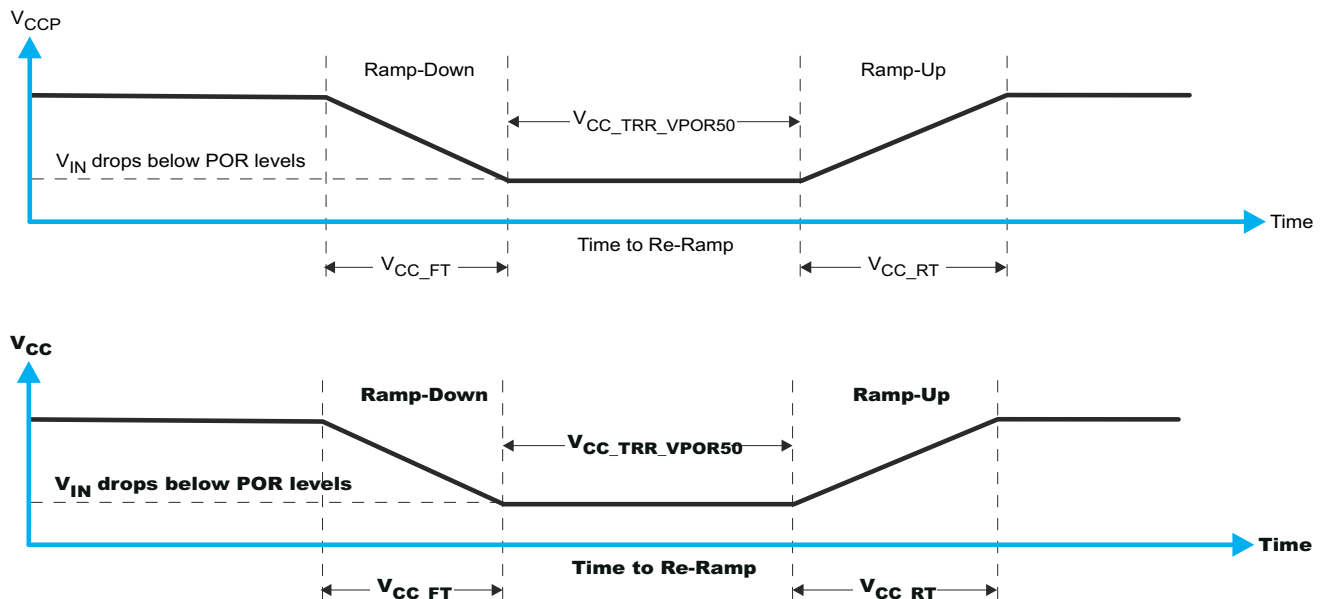 VCCP
Ramp-Down
Ramp-Up
VCC_TRR_VPOR50
VIN drops below POR levels
Time
Time to Re-Ramp
VCC_FT
VCC_RT
VCC
Ramp-Down
Ramp-Up
VCC_TRR_VPOR50
VIN drops below POR levels
Time
Time to Re-Ramp
VCC_FT
VCC_RT